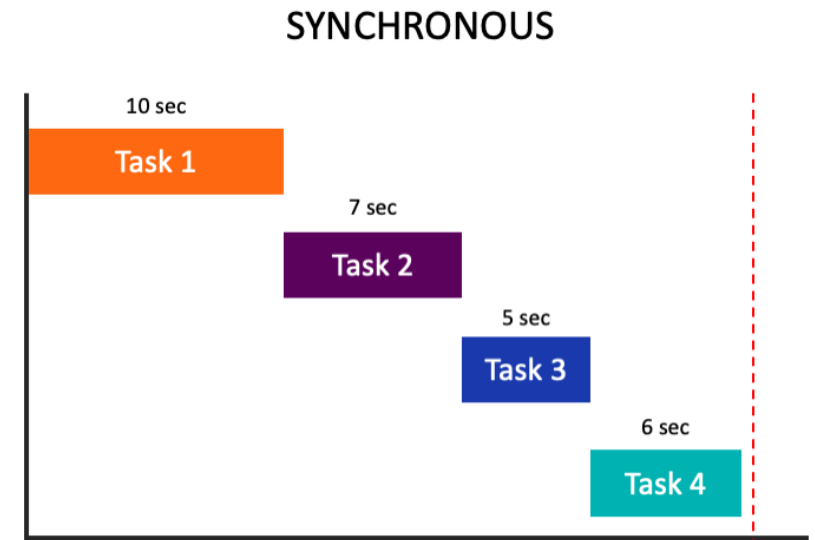 SYNCHRONOUS
10 sec
Task 1
7 sec
Task 2
5 sec
Task 3
6 sec
Task 4